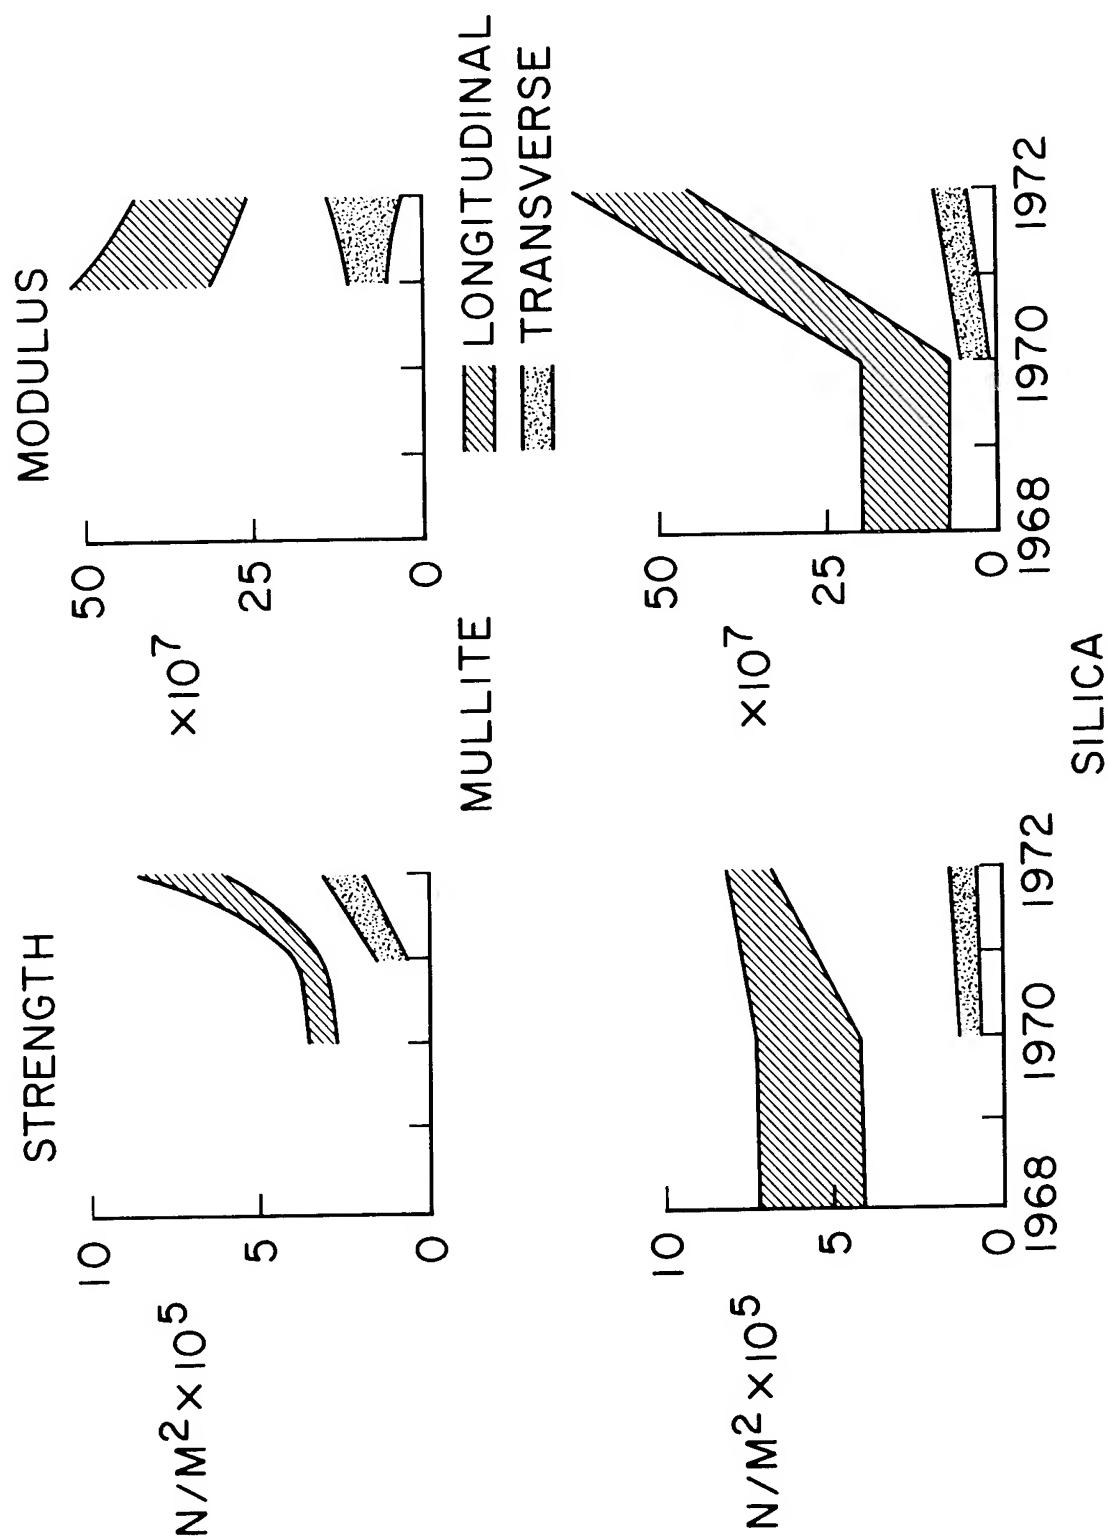 STRENGTH
MODULUS
10
5
0
N/M² × 10⁵
50
25
0
×10⁷
MULLITE
LONGITUDINAL
TRANSVERSE
10
5
0
N/M² × 10⁵
1968 1970 1972
50
25
0
×10⁷
1968 1970 1972
SILICA